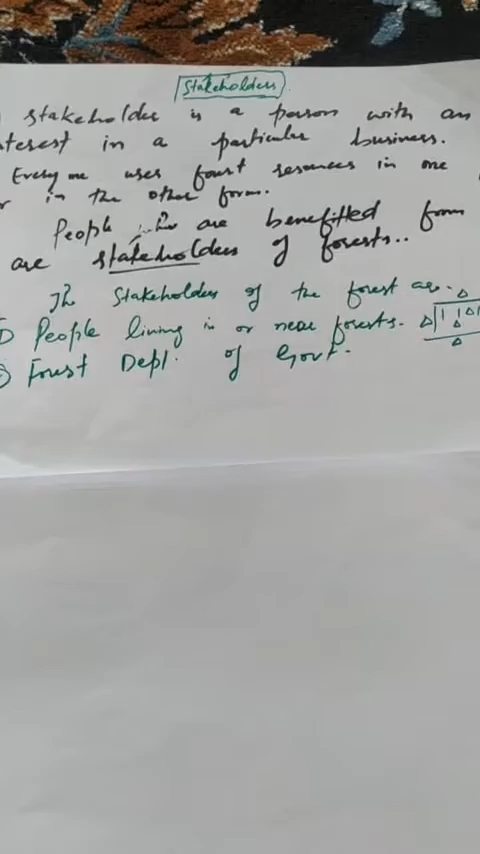 Stakeholders
stakeholder is a person with an
terest in a particular business.
Every one uses forest resources in one
r in the other form.
People who are benefitted from
are stakeholders of forests..
The Stakeholders of the forest are.
1) People living in or near forests.
2) Forest Dept. of Govt.